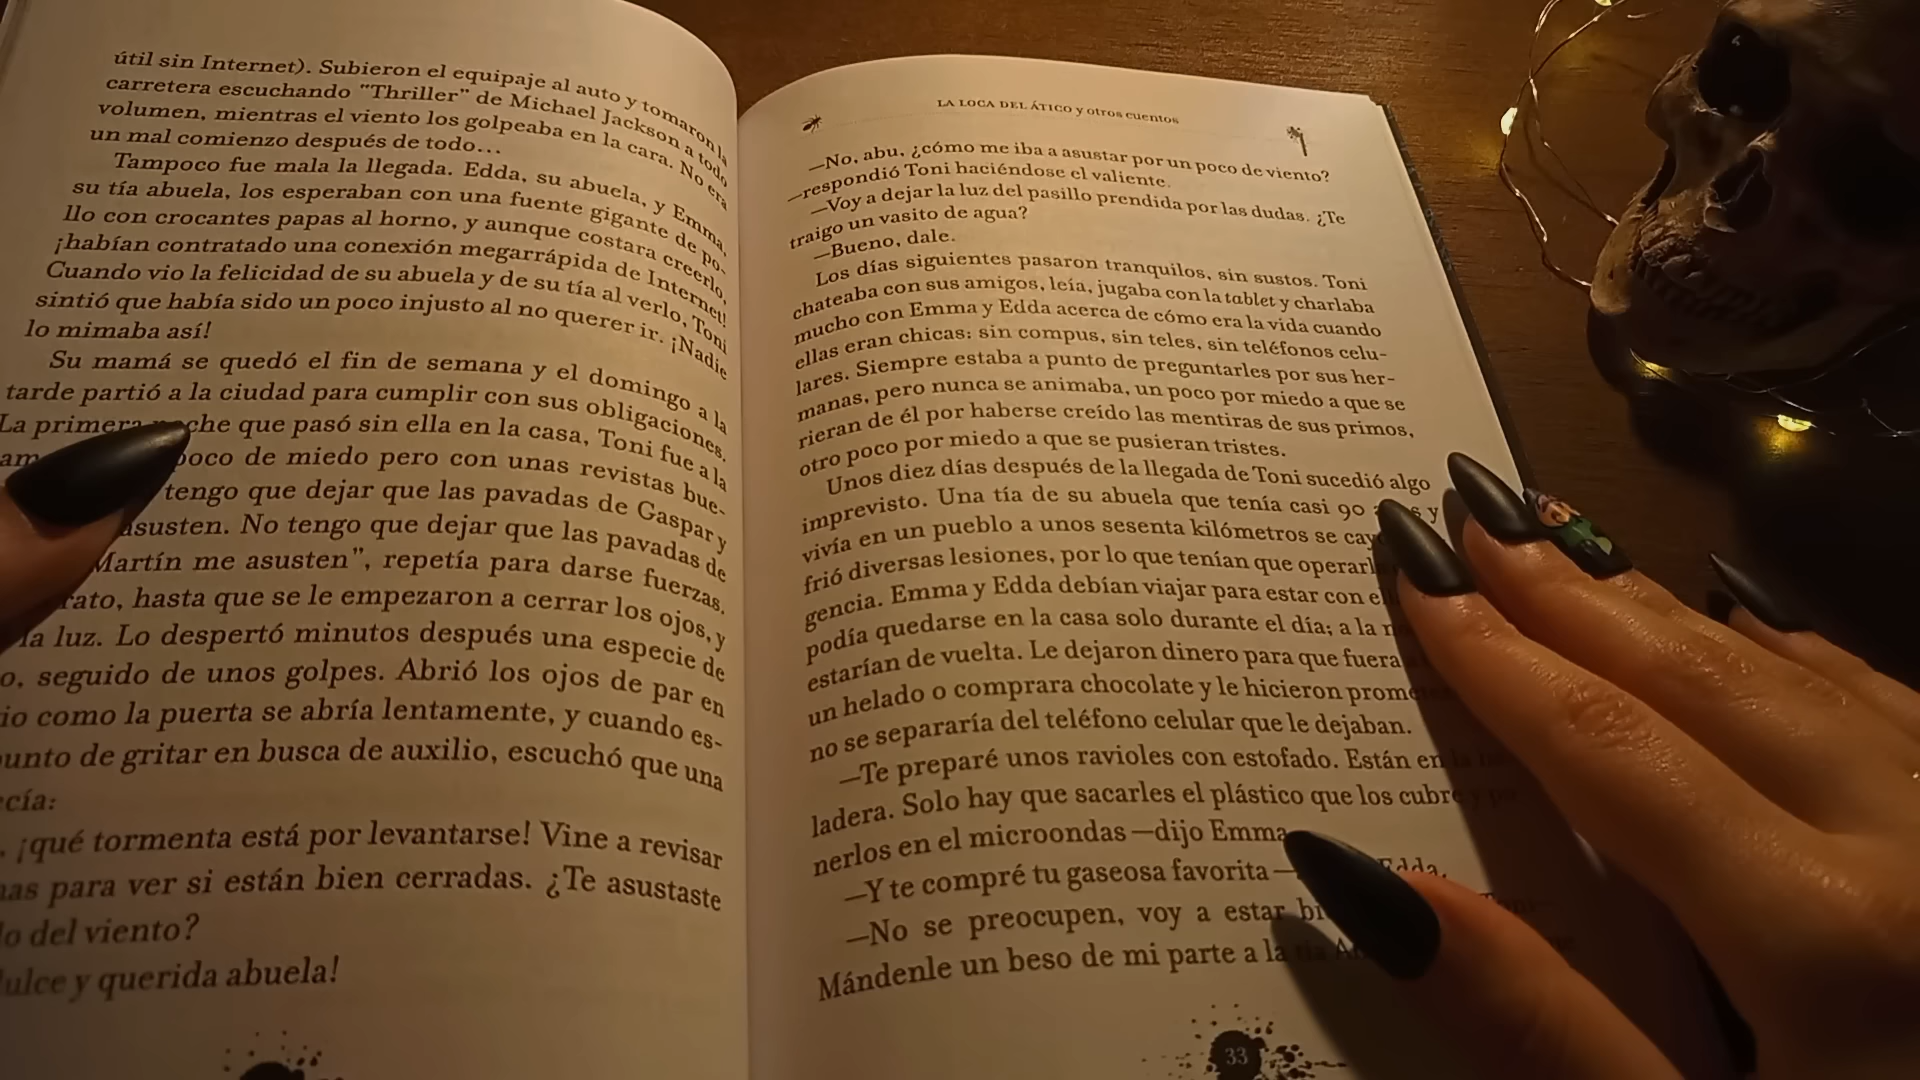 útil sin Internet). Subieron el equipaje al auto y tomaron la
carretera escuchando “Thriller” de Michael Jackson a todo
volumen, mientras el viento los golpeaba en la cara. No era
un mal comienzo después de todo…
Tampoco fue mala la llegada. Edda, su abuela, y Emma,
su tía abuela, los esperaban con una fuente gigante de po-
llo con crocantes papas al horno, y aunque costara creerlo,
¡habían contratado una conexión megarrápida de Internet!
Cuando vio la felicidad de su abuela y de su tía al verlo, Toni
sintió que había sido un poco injusto al no querer ir. ¡Nadie
lo mimaba así!
Su mamá se quedó el fin de semana y el domingo a la
tarde partió a la ciudad para cumplir con sus obligaciones.
La primera noche que pasó sin ella en la casa, Toni fue a la
poco de miedo pero con unas revistas bue-
tengo que dejar que las pavadas de Gaspar y
asusten. No tengo que dejar que las pavadas de
Martín me asusten”, repetía para darse fuerzas.
rato, hasta que se le empezaron a cerrar los ojos, y
la luz. Lo despertó minutos después una especie de
o, seguido de unos golpes. Abrió los ojos de par en
io como la puerta se abría lentamente, y cuando es-
punto de gritar en busca de auxilio, escuchó que una
cía:
¡qué tormenta está por levantarse! Vine a revisar
nas para ver si están bien cerradas. ¿Te asustaste
lo del viento?
dulce y querida abuela!
LA LOCA DEL ÁTICO y otros cuentos
—No, abu, ¿cómo me iba a asustar por un poco de viento?
—respondió Toni haciéndose el valiente.
—Voy a dejar la luz del pasillo prendida por las dudas. ¿Te
traigo un vasito de agua?
—Bueno, dale.
Los días siguientes pasaron tranquilos, sin sustos. Toni
chateaba con sus amigos, leía, jugaba con la tablet y charlaba
mucho con Emma y Edda acerca de cómo era la vida cuando
ellas eran chicas: sin compus, sin teles, sin teléfonos celu-
lares. Siempre estaba a punto de preguntarles por sus her-
manas, pero nunca se animaba, un poco por miedo a que se
rieran de él por haberse creído las mentiras de sus primos,
otro poco por miedo a que se pusieran tristes.
Unos diez días después de la llegada de Toni sucedió algo
imprevisto. Una tía de su abuela que tenía casi 90 años y
vivía en un pueblo a unos sesenta kilómetros se cay
frió diversas lesiones, por lo que tenían que operarl
gencia. Emma y Edda debían viajar para estar con el
podía quedarse en la casa solo durante el día; a la n
estarían de vuelta. Le dejaron dinero para que fuera
un helado o comprara chocolate y le hicieron prome
no se separaría del teléfono celular que le dejaban.
—Te preparé unos ravioles con estofado. Están en la
ladera. Solo hay que sacarles el plástico que los cubre y po
nerlos en el microondas —dijo Emma
—Y te compré tu gaseosa favorita — Edda.
—No se preocupen, voy a estar bi Toni
Mándenle un beso de mi parte a la tía
33